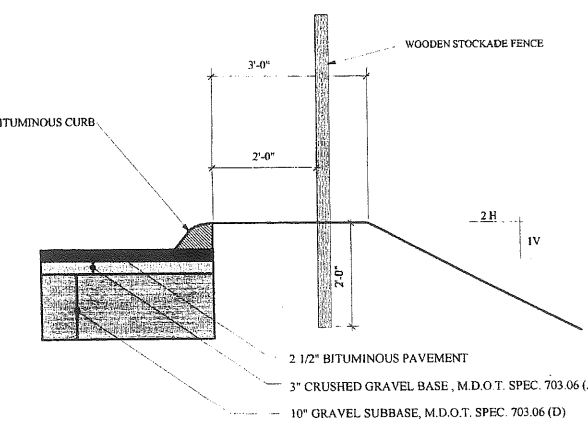 WOODEN STOCKADE FENCE
3'-0"
ITUMINOUS CURB
2'-0"
2 H
1V
2'-0"
2 1/2" BITUMINOUS PAVEMENT
3" CRUSHED GRAVEL BASE , M.D.O.T. SPEC. 703.06 (
10" GRAVEL SUBBASE, M.D.O.T. SPEC. 703.06 (D)